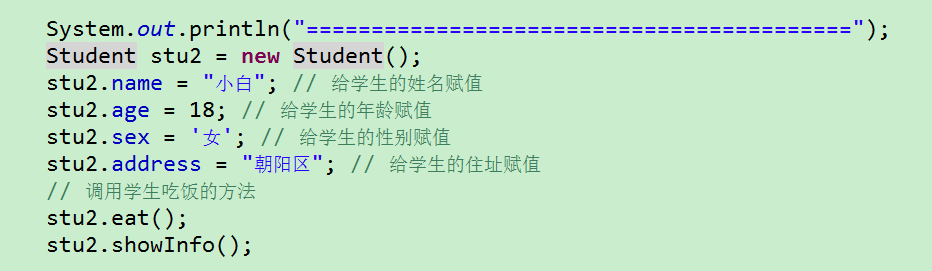 System.out.println("==========================================");
Student stu2 = new Student();
stu2.name = "小白"; // 给学生的姓名赋值
stu2.age = 18; // 给学生的年龄赋值
stu2.sex = '女'; // 给学生的性别赋值
stu2.address = "朝阳区"; // 给学生的住址赋值
// 调用学生吃饭的方法
stu2.eat();
stu2.showInfo();